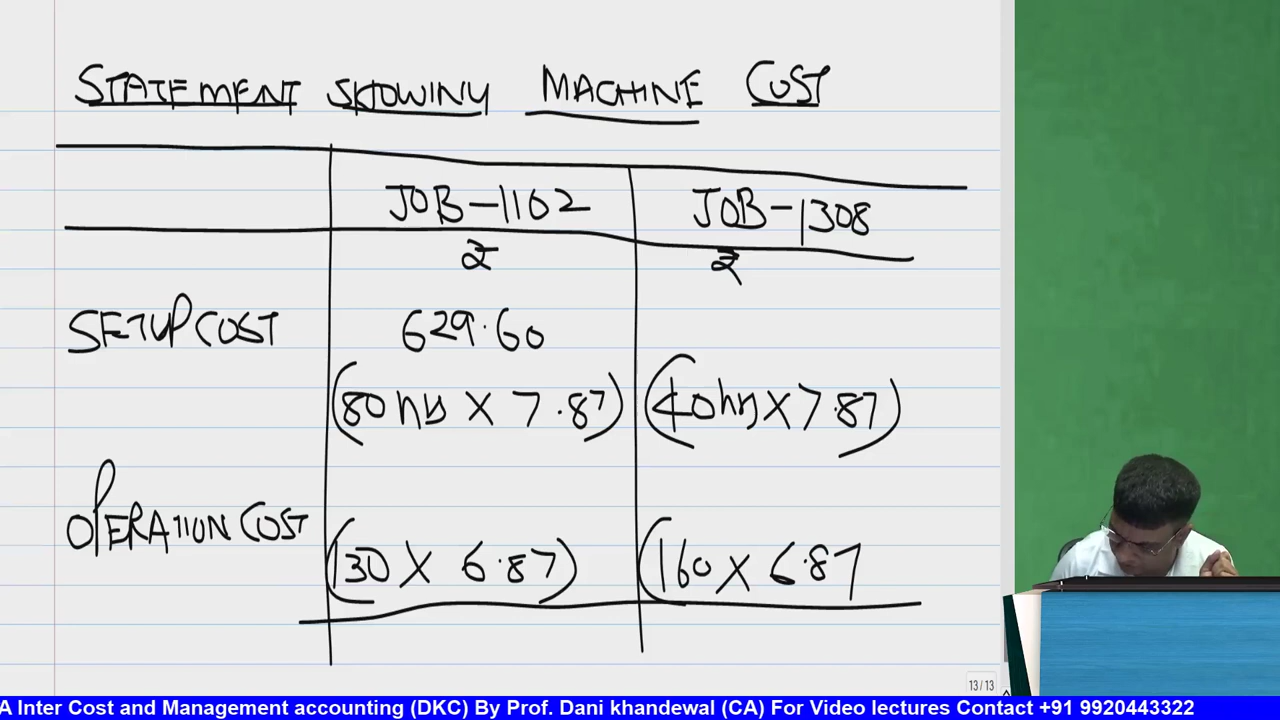 STATEMENT SHOWING MACHINE COST
JOB-1102 JOB-1308
₹ ₹
SETUP COST 629.60
(80 hrs X 7.87) (40 hrs X 7.87)
OPERATION COST
(130 X 6.87) (160 X 6.87
13/13
A Inter Cost and Management accounting (DKC) By Prof. Dani khandewal (CA) For Video lectures Contact +91 9920443322